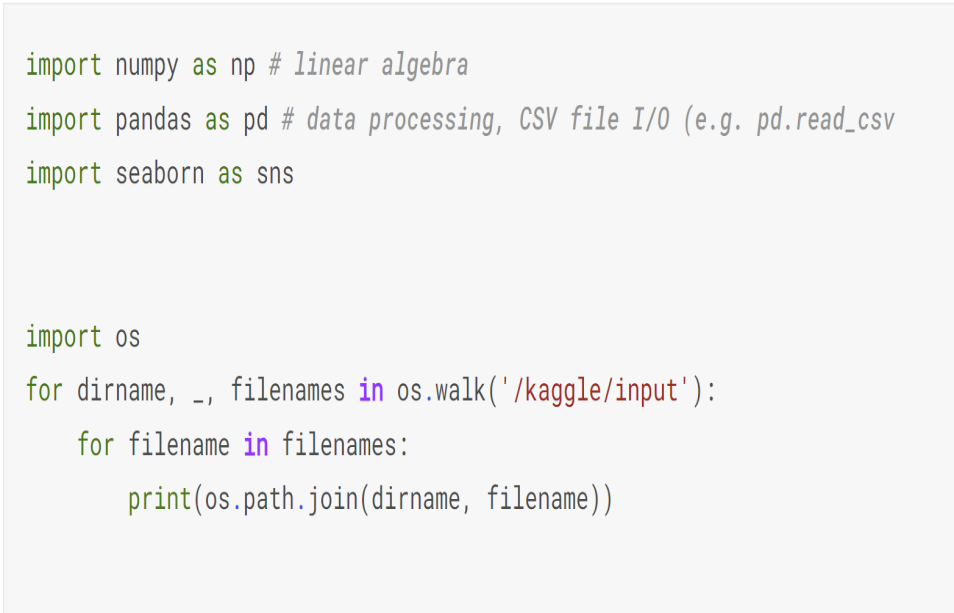 import numpy as np # linear algebra
import pandas as pd # data processing, CSV file I/O (e.g. pd.read_csv
import seaborn as sns
import os
for dirname, _, filenames in os.walk('/kaggle/input'):
    for filename in filenames:
        print(os.path.join(dirname, filename))